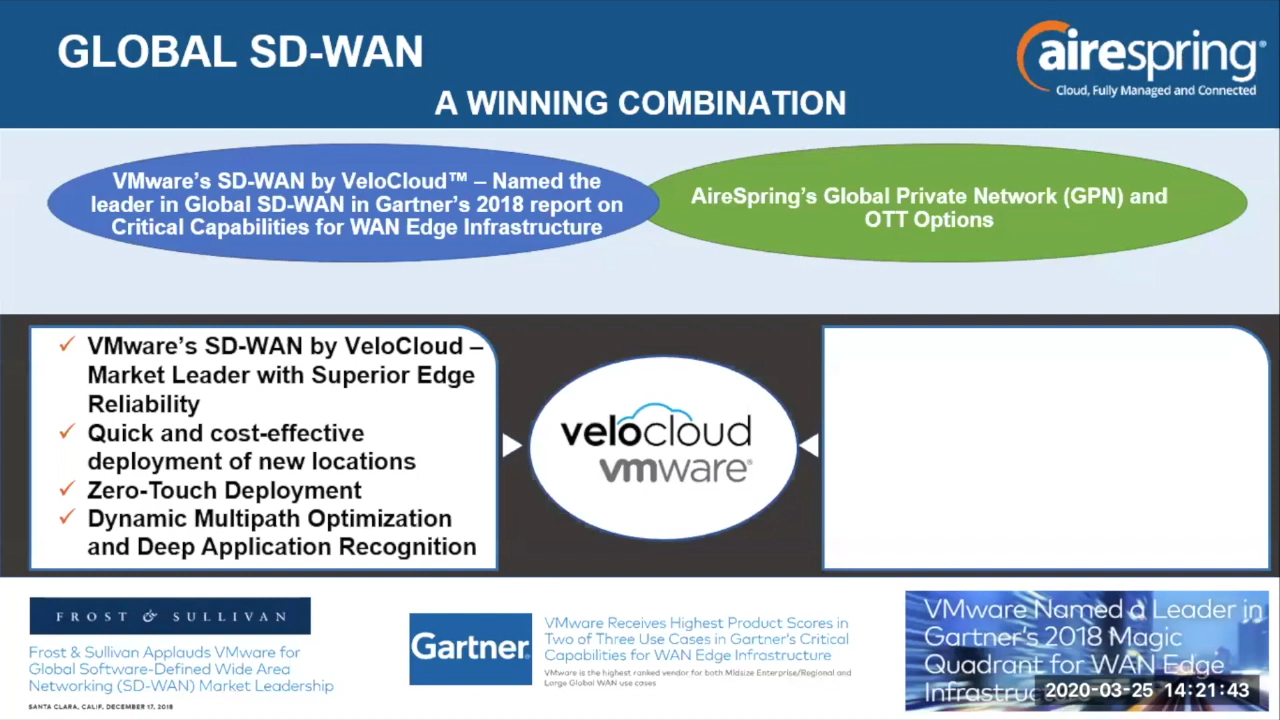 GLOBAL SD-WAN
A WINNING COMBINATION
airespring®
Cloud, Fully Managed and Connected
VMware's SD-WAN by VeloCloud™ – Named the
leader in Global SD-WAN in Gartner's 2018 report on
Critical Capabilities for WAN Edge Infrastructure
AireSpring's Global Private Network (GPN) and
OTT Options
✓ VMware's SD-WAN by VeloCloud –
Market Leader with Superior Edge
Reliability
✓ Quick and cost-effective
deployment of new locations
✓ Zero-Touch Deployment
✓ Dynamic Multipath Optimization
and Deep Application Recognition
velocloud
vmware®
FROST & SULLIVAN
Frost & Sullivan Applauds VMware for
Global Software-Defined Wide Area
Networking (SD-WAN) Market Leadership
SANTA CLARA, CALIF. DECEMBER 17, 2018
Gartner
VMware Receives Highest Product Scores in
Two of Three Use Cases in Gartner's Critical
Capabilities for WAN Edge Infrastructure
VMware is the highest ranked vendor for both Midsize Enterprise/Regional and
Large Global WAN use cases
VMware Named a Leader in
Gartner's 2018 Magic
Quadrant for WAN Edge
2020-03-25 14:21:43